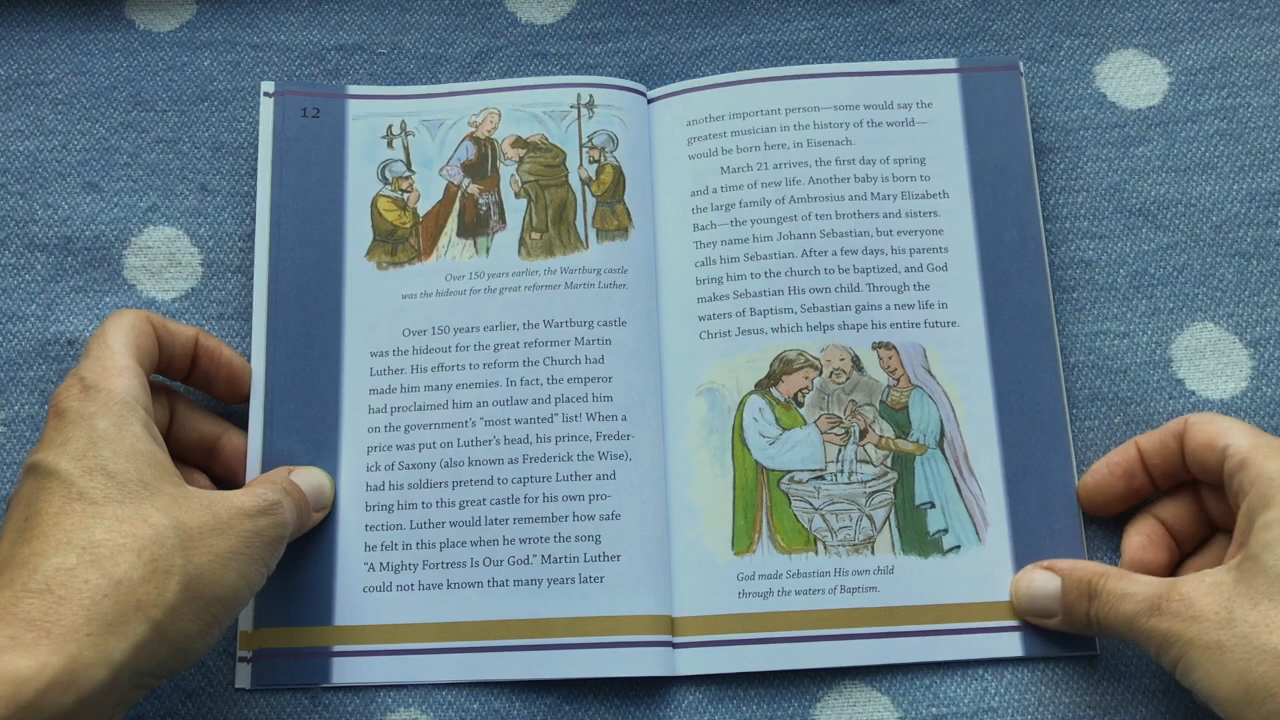 12
Over 150 years earlier, the Wartburg castle
was the hideout for the great reformer Martin Luther.
Over 150 years earlier, the Wartburg castle
was the hideout for the great reformer Martin
Luther. His efforts to reform the Church had
made him many enemies. In fact, the emperor
had proclaimed him an outlaw and placed him
on the government's “most wanted” list! When a
price was put on Luther's head, his prince, Freder-
ick of Saxony (also known as Frederick the Wise),
had his soldiers pretend to capture Luther and
bring him to this great castle for his own pro-
tection. Luther would later remember how safe
he felt in this place when he wrote the song
“A Mighty Fortress Is Our God.” Martin Luther
could not have known that many years later
another important person—some would say the
greatest musician in the history of the world—
would be born here, in Eisenach.
March 21 arrives, the first day of spring
and a time of new life. Another baby is born to
the large family of Ambrosius and Mary Elizabeth
Bach—the youngest of ten brothers and sisters.
They name him Johann Sebastian, but everyone
calls him Sebastian. After a few days, his parents
bring him to the church to be baptized, and God
makes Sebastian His own child. Through the
waters of Baptism, Sebastian gains a new life in
Christ Jesus, which helps shape his entire future.
God made Sebastian His own child
through the waters of Baptism.